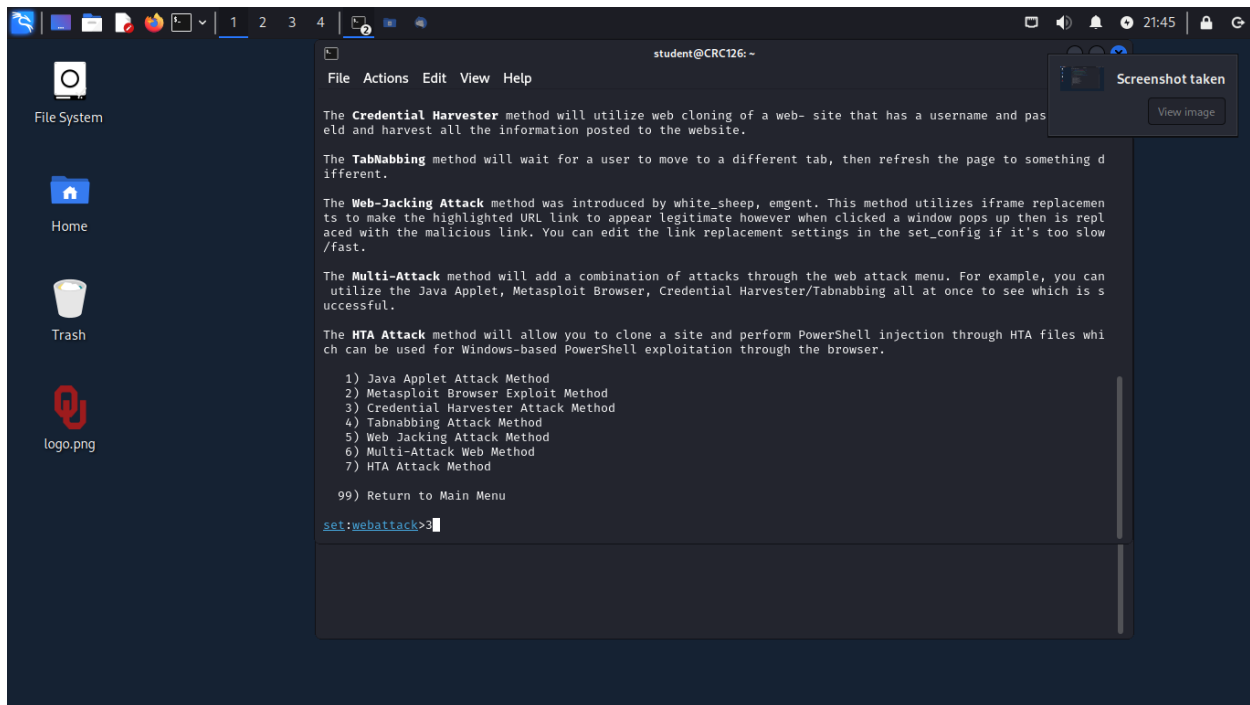 1 2 3 4 2 21:45
student@CRC126: ~
File Actions Edit View Help
Screenshot taken
View image
File System
Home
Trash
logo.png
The Credential Harvester method will utilize web cloning of a web- site that has a username and pas
eld and harvest all the information posted to the website.
The TabNabbing method will wait for a user to move to a different tab, then refresh the page to something d
ifferent.
The Web-Jacking Attack method was introduced by white_sheep, emgent. This method utilizes iframe replacemen
ts to make the highlighted URL link to appear legitimate however when clicked a window pops up then is repl
aced with the malicious link. You can edit the link replacement settings in the set_config if it's too slow
/fast.
The Multi-Attack method will add a combination of attacks through the web attack menu. For example, you can
utilize the Java Applet, Metasploit Browser, Credential Harvester/Tabnabbing all at once to see which is s
uccessful.
The HTA Attack method will allow you to clone a site and perform PowerShell injection through HTA files whi
ch can be used for Windows-based PowerShell exploitation through the browser.
1) Java Applet Attack Method
2) Metasploit Browser Exploit Method
3) Credential Harvester Attack Method
4) Tabnabbing Attack Method
5) Web Jacking Attack Method
6) Multi-Attack Web Method
7) HTA Attack Method
99) Return to Main Menu
set:webattack>3